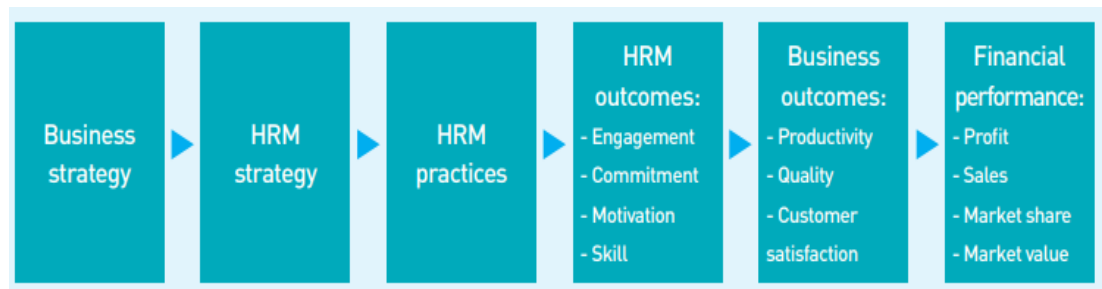 Business
strategy
HRM
strategy
HRM
practices
HRM
outcomes:
- Engagement
- Commitment
- Motivation
- Skill
Business
outcomes:
- Productivity
- Quality
- Customer
satisfaction
Financial
performance:
- Profit
- Sales
- Market share
- Market value